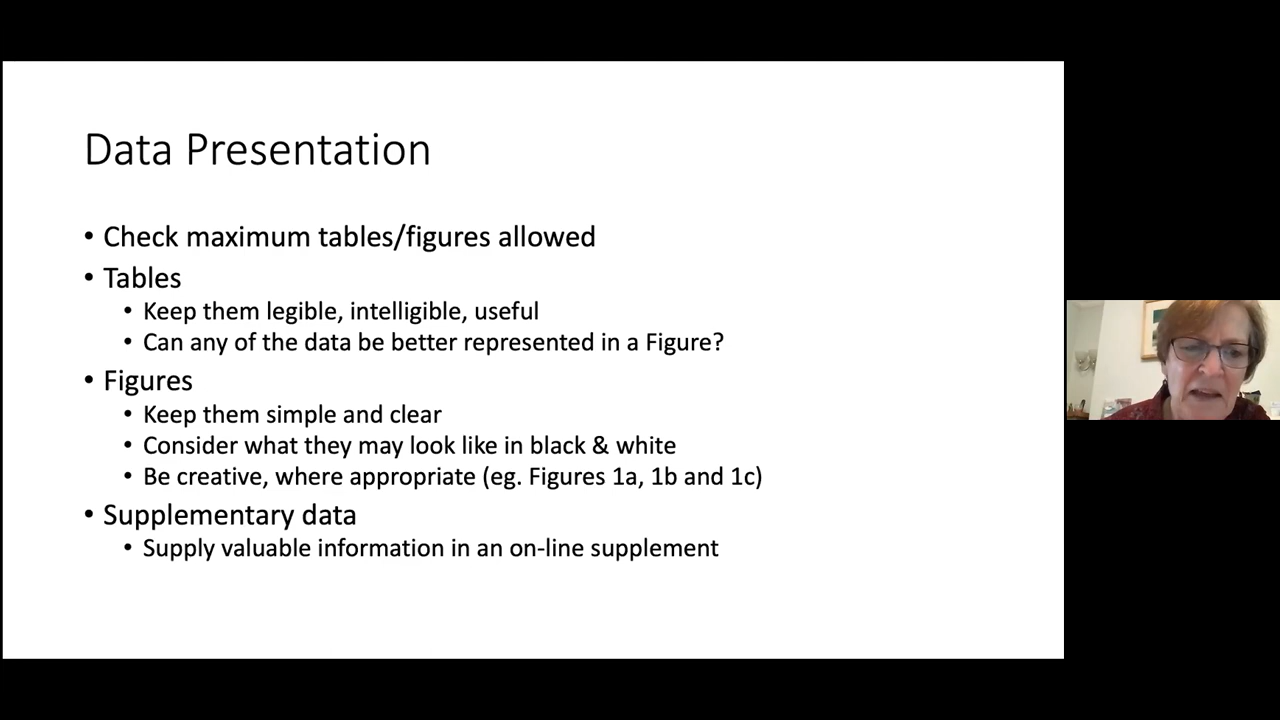 Data Presentation
• Check maximum tables/figures allowed
• Tables
• Keep them legible, intelligible, useful
• Can any of the data be better represented in a Figure?
• Figures
• Keep them simple and clear
• Consider what they may look like in black & white
• Be creative, where appropriate (eg. Figures 1a, 1b and 1c)
• Supplementary data
• Supply valuable information in an on-line supplement